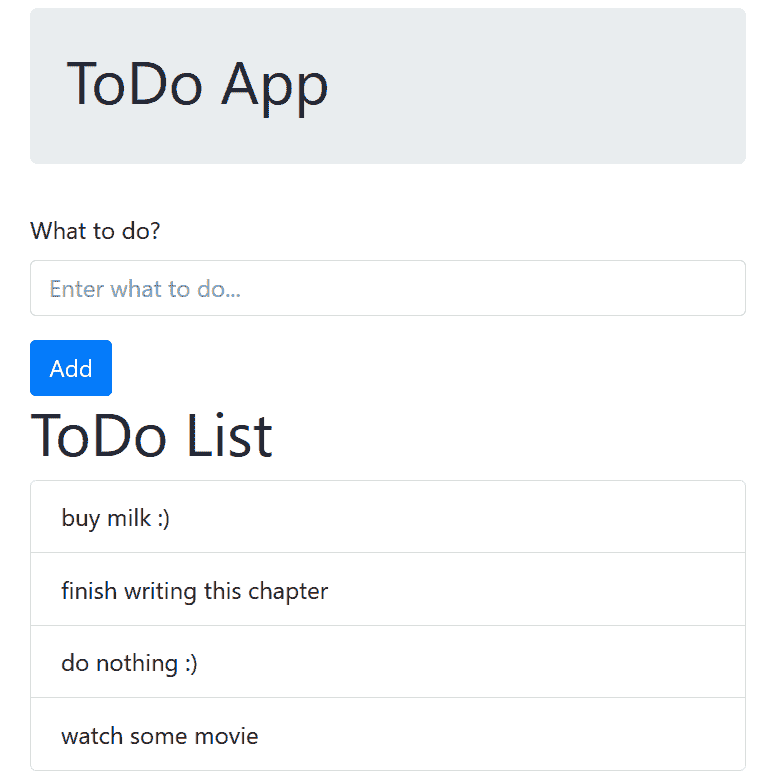 ToDo App
What to do?
Enter what to do...
Add
ToDo List
buy milk :)
finish writing this chapter
do nothing :)
watch some movie